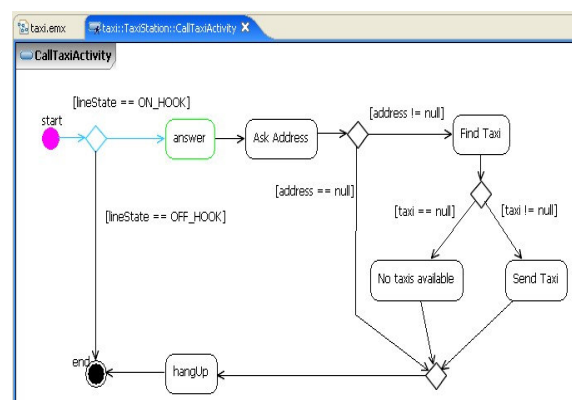 taxi.emx
taxi::TaxiStation::CallTaxiActivity
CallTaxiActivity
[lineState == ON_HOOK]
[address != null]
start
answer
Ask Address
Find Taxi
[address == null]
[taxi == null]
[taxi != null]
[lineState == OFF_HOOK]
No taxis available
Send Taxi
end
hangUp